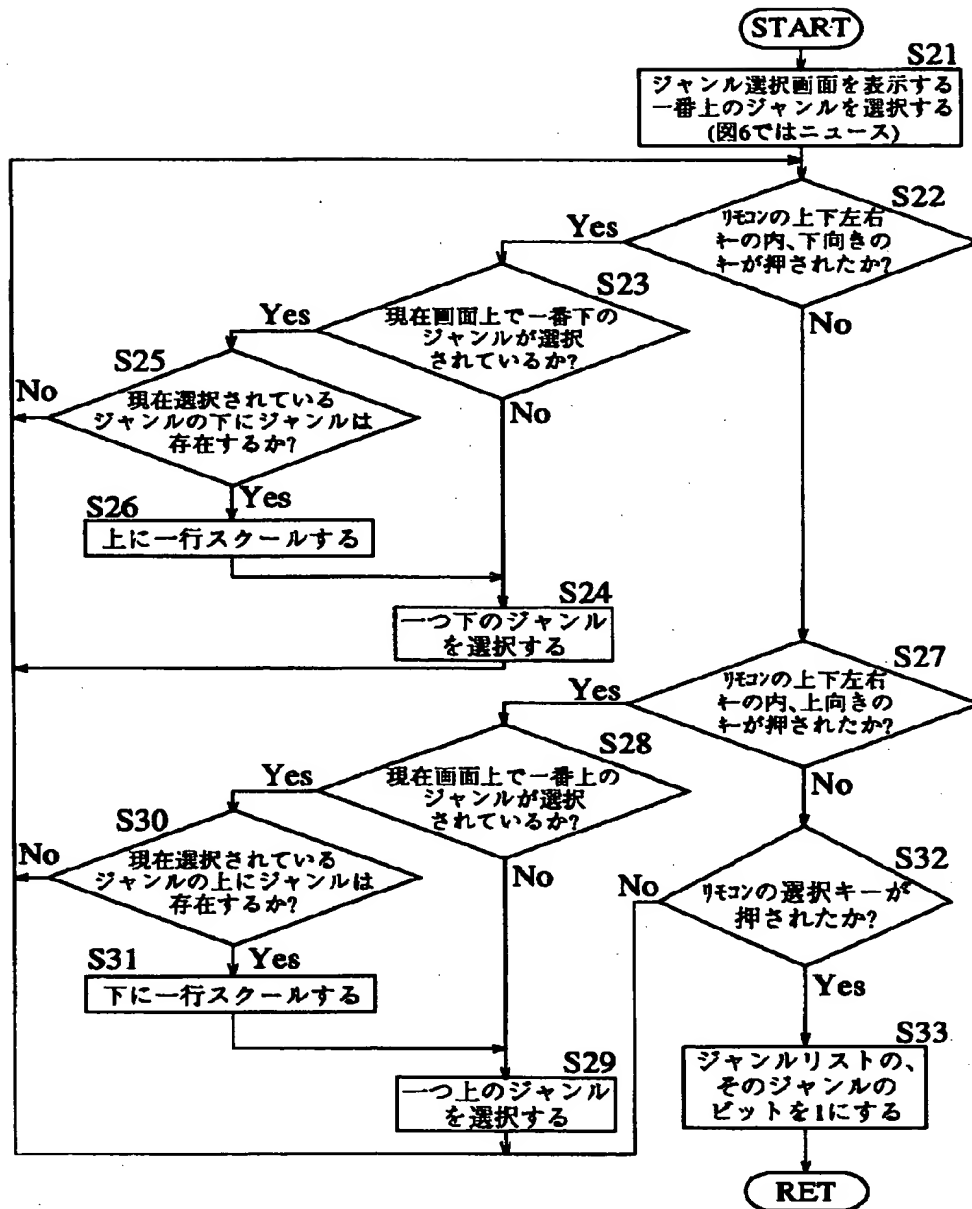 START
S21
ジャンル選択画面を表示する
一番上のジャンルを選択する
(図6ではニュース)
S22
リモコンの上下左右
キーの内、下向きの
キーが押されたか?
Yes
No
S23
現在画面上で一番下の
ジャンルが選択
されているか?
Yes
No
S25
現在選択されている
ジャンルの下にジャンルは
存在するか?
No
Yes
S26
上に一行スクールする
S24
一つ下のジャンル
を選択する
S27
リモコンの上下左右
キーの内、上向きの
キーが押されたか?
Yes
No
S28
現在画面上で一番上の
ジャンルが選択
されているか?
Yes
No
S30
現在選択されている
ジャンルの上にジャンルは
存在するか?
No
Yes
S31
下に一行スクールする
S29
一つ上のジャンル
を選択する
S32
リモコンの選択キーが
押されたか?
No
Yes
S33
ジャンルリストの、
そのジャンルの
ビットを1にする
RET